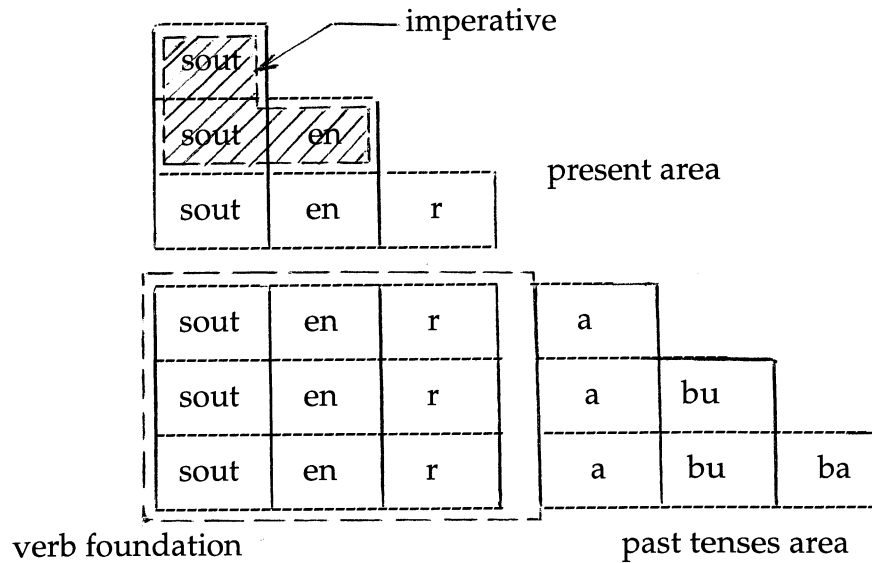 imperative
sout
sout en
present area
sout en r
sout en r a
sout en r a bu
sout en r a bu ba
verb foundation past tenses area